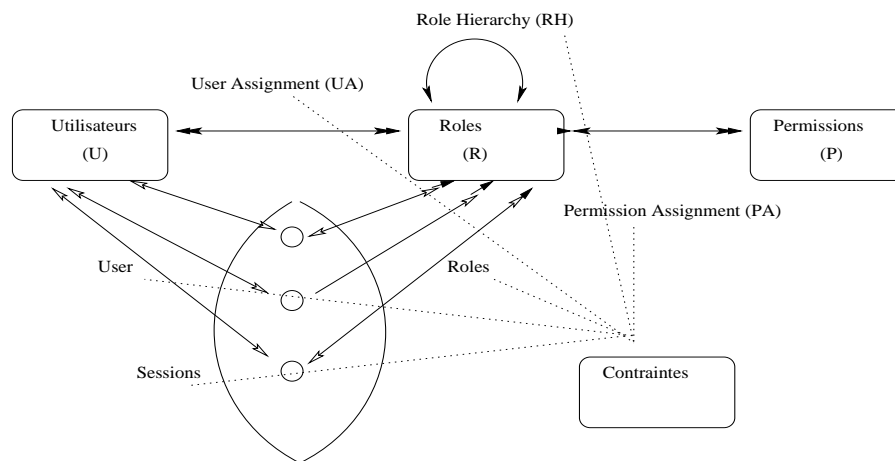 Role Hierarchy (RH)
User Assignment (UA)
Utilisateurs
(U)
Roles
(R)
Permissions
(P)
Permission Assignment (PA)
User
Roles
Sessions
Contraintes